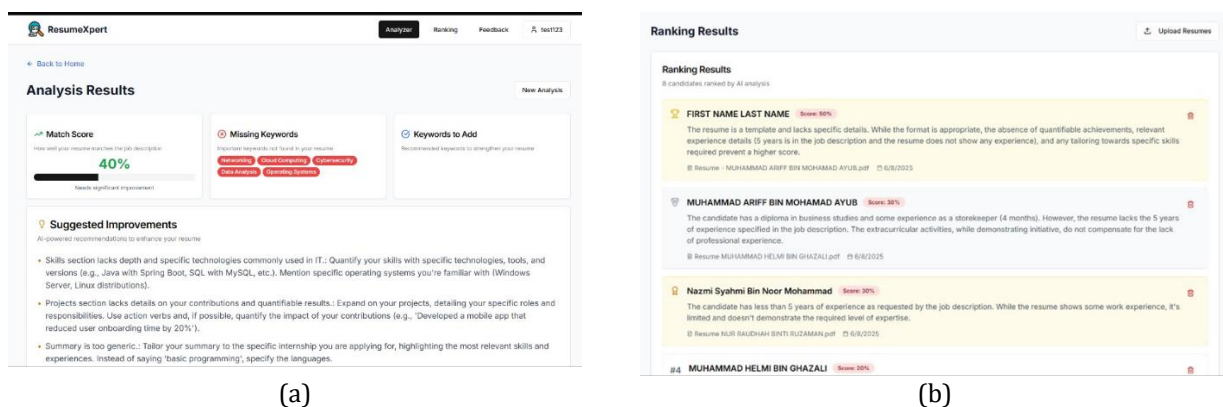 ResumeXpert
Analyzer Ranking Feedback test123
← Back to Home
Analysis Results
New Analysis
Match Score
How well your resume matches the job description
40%
Needs significant improvement
Missing Keywords
Important keywords not found in your resume
Networking Cloud Computing Cybersecurity
Data Analysis Operating Systems
Keywords to Add
Recommended keywords to strengthen your resume
Suggested Improvements
AI-powered recommendations to enhance your resume
• Skills section lacks depth and specific technologies commonly used in IT.: Quantify your skills with specific technologies, tools, and
versions (e.g., Java with Spring Boot, SQL with MySQL, etc.). Mention specific operating systems you're familiar with (Windows
Server, Linux distributions).
• Projects section lacks details on your contributions and quantifiable results.: Expand on your projects, detailing your specific roles and
responsibilities. Use action verbs and, if possible, quantify the impact of your contributions (e.g., 'Developed a mobile app that
reduced user onboarding time by 20%').
• Summary is too generic.: Tailor your summary to the specific internship you are applying for, highlighting the most relevant skills and
experiences. Instead of saying 'basic programming', specify the languages.
(a)
Ranking Results
Upload Resumes
Ranking Results
8 candidates ranked by AI analysis
FIRST NAME LAST NAME Score: 50%
The resume is a template and lacks specific details. While the format is appropriate, the absence of quantifiable achievements, relevant
experience details (5 years is in the job description and the resume does not show any experience), and any tailoring towards specific skills
required prevent a higher score.
Resume - NUHAMMAD ARIFF BIN MOHAMAD AYUB.pdf 6/8/2025
MUHAMMAD ARIFF BIN MOHAMAD AYUB Score: 30%
The candidate has a diploma in business studies and some experience as a storekeeper (4 months). However, the resume lacks the 5 years
of experience specified in the job description. The extracurricular activities, while demonstrating initiative, do not compensate for the lack
of professional experience.
Resume MUHAMMAD HELMI BIN GHAZALI.pdf 6/8/2025
Nazmi Syahmi Bin Noor Mohammad Score: 30%
The candidate has less than 5 years of experience as requested by the job description. While the resume shows some work experience, it's
limited and doesn't demonstrate the required level of expertise.
Resume NUR RAUDHAH BINTI RUZAMAN.pdf 6/8/2025
#4 MUHAMMAD HELMI BIN GHAZALI Score: 20%
(b)